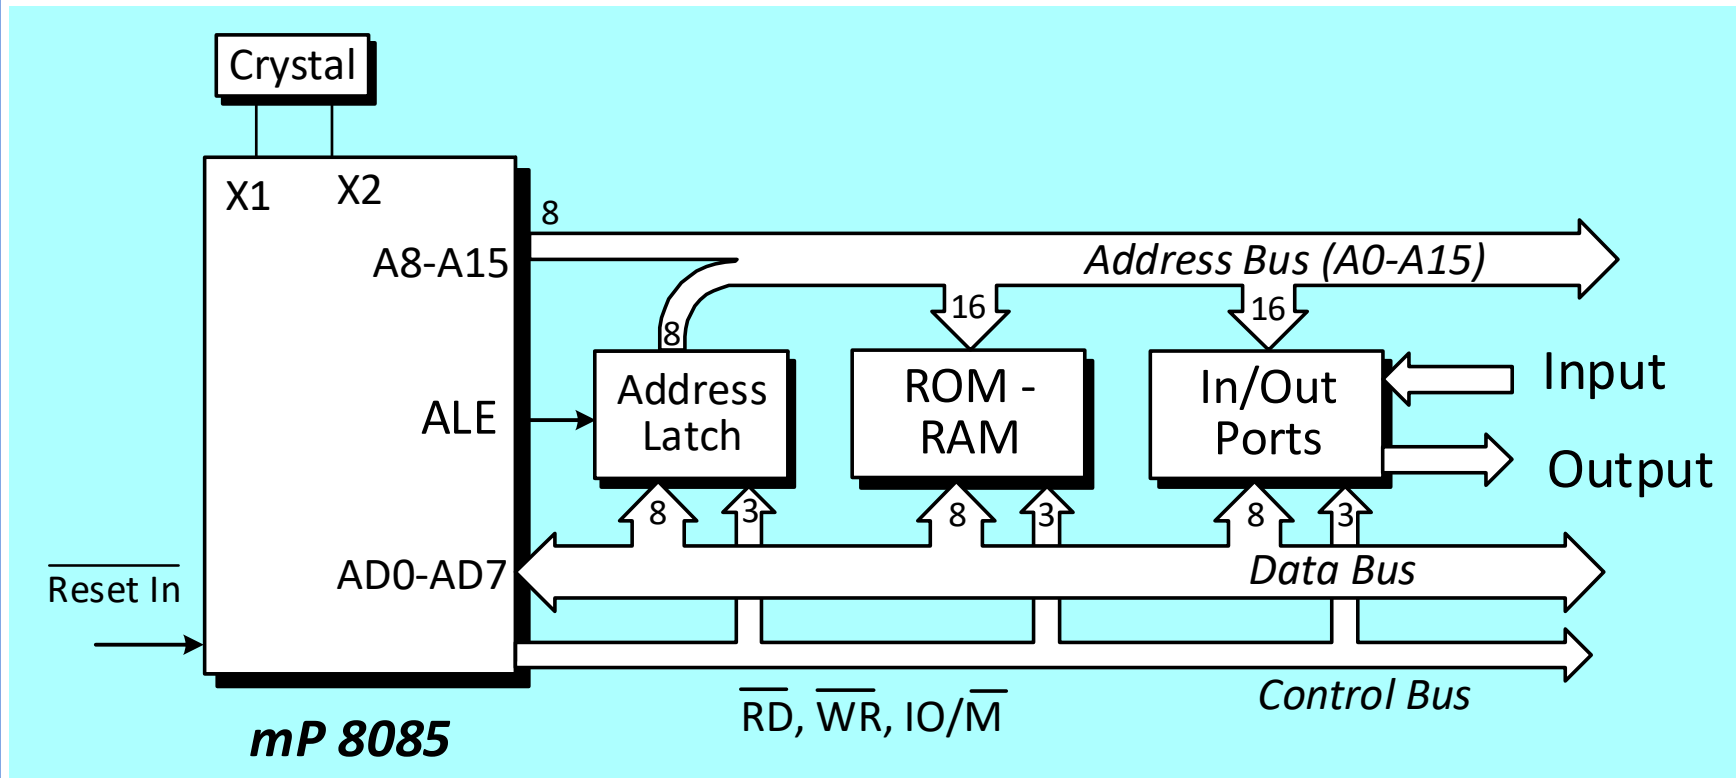 Crystal
X1
X2
8
A8-A15
Address Bus (A0-A15)
8
16
16
ALE
Address
Latch
ROM -
RAM
In/Out
Ports
Input
Output
8
3
8
3
8
3
AD0-AD7
Data Bus
Reset In
Control Bus
RD, WR, IO/M
mP 8085